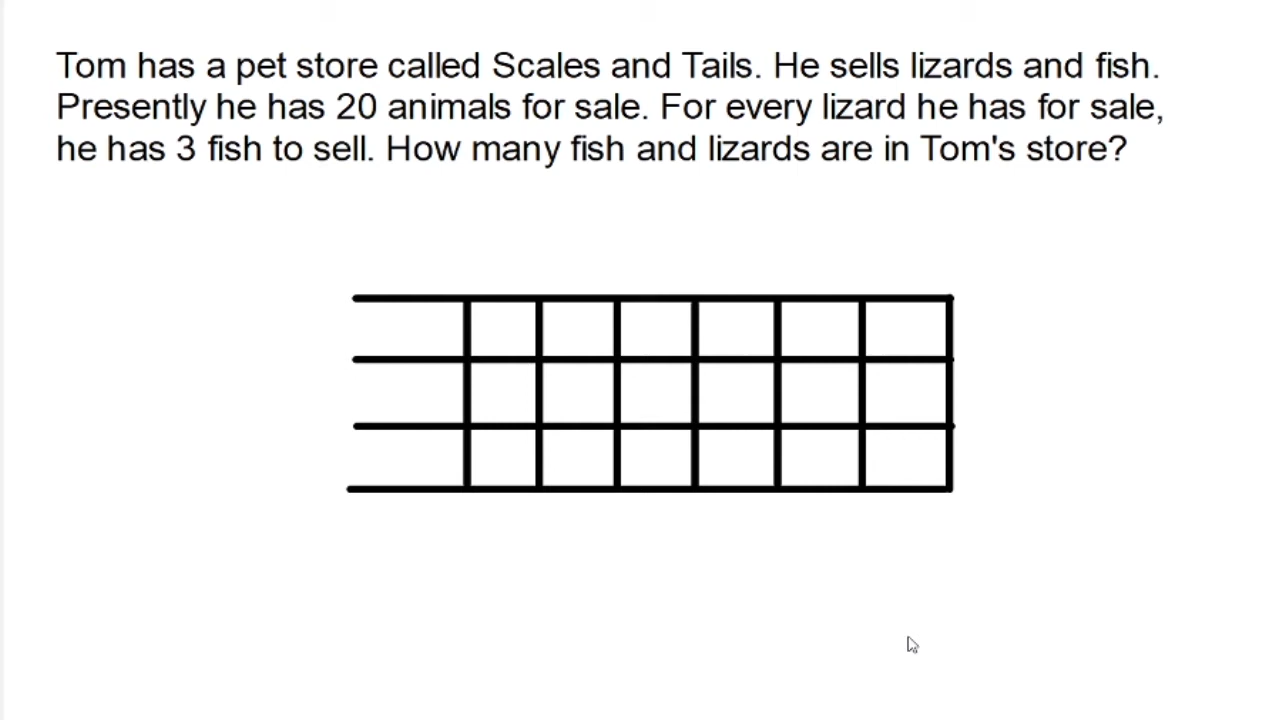 Tom has a pet store called Scales and Tails. He sells lizards and fish.
Presently he has 20 animals for sale. For every lizard he has for sale,
he has 3 fish to sell. How many fish and lizards are in Tom's store?